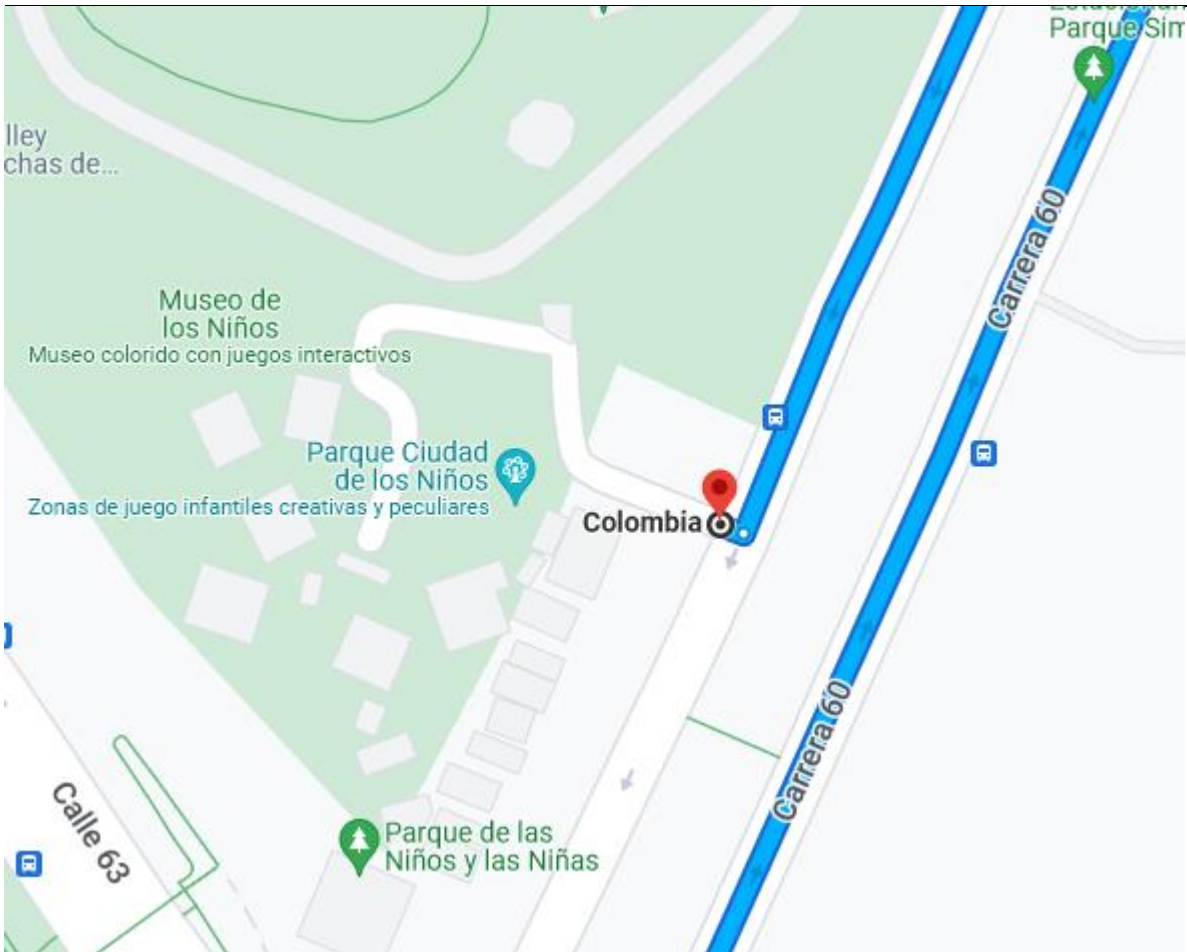 Parque Sim
lley
chas de...
Carrera 60
Museo de
los Niños
Museo colorido con juegos interactivos
Parque Ciudad
de los Niños
Zonas de juego infantiles creativas y peculiares
Colombia
Carrera 60
Calle 63
Parque de las
Niños y las Niñas